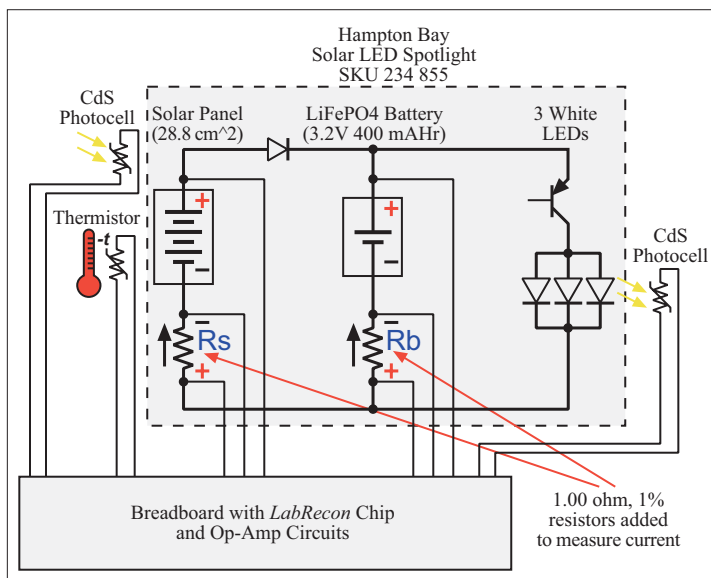 Hampton Bay
Solar LED Spotlight
SKU 234 855
CdS
Photocell
Solar Panel
(28.8 cm^2)
LiFePO4 Battery
(3.2V 400 mAHr)
3 White
LEDs
Thermistor
-t
+
−
+
−
CdS
Photocell
−
Rs
+
−
Rb
+
Breadboard with LabRecon Chip
and Op-Amp Circuits
1.00 ohm, 1%
resistors added
to measure current